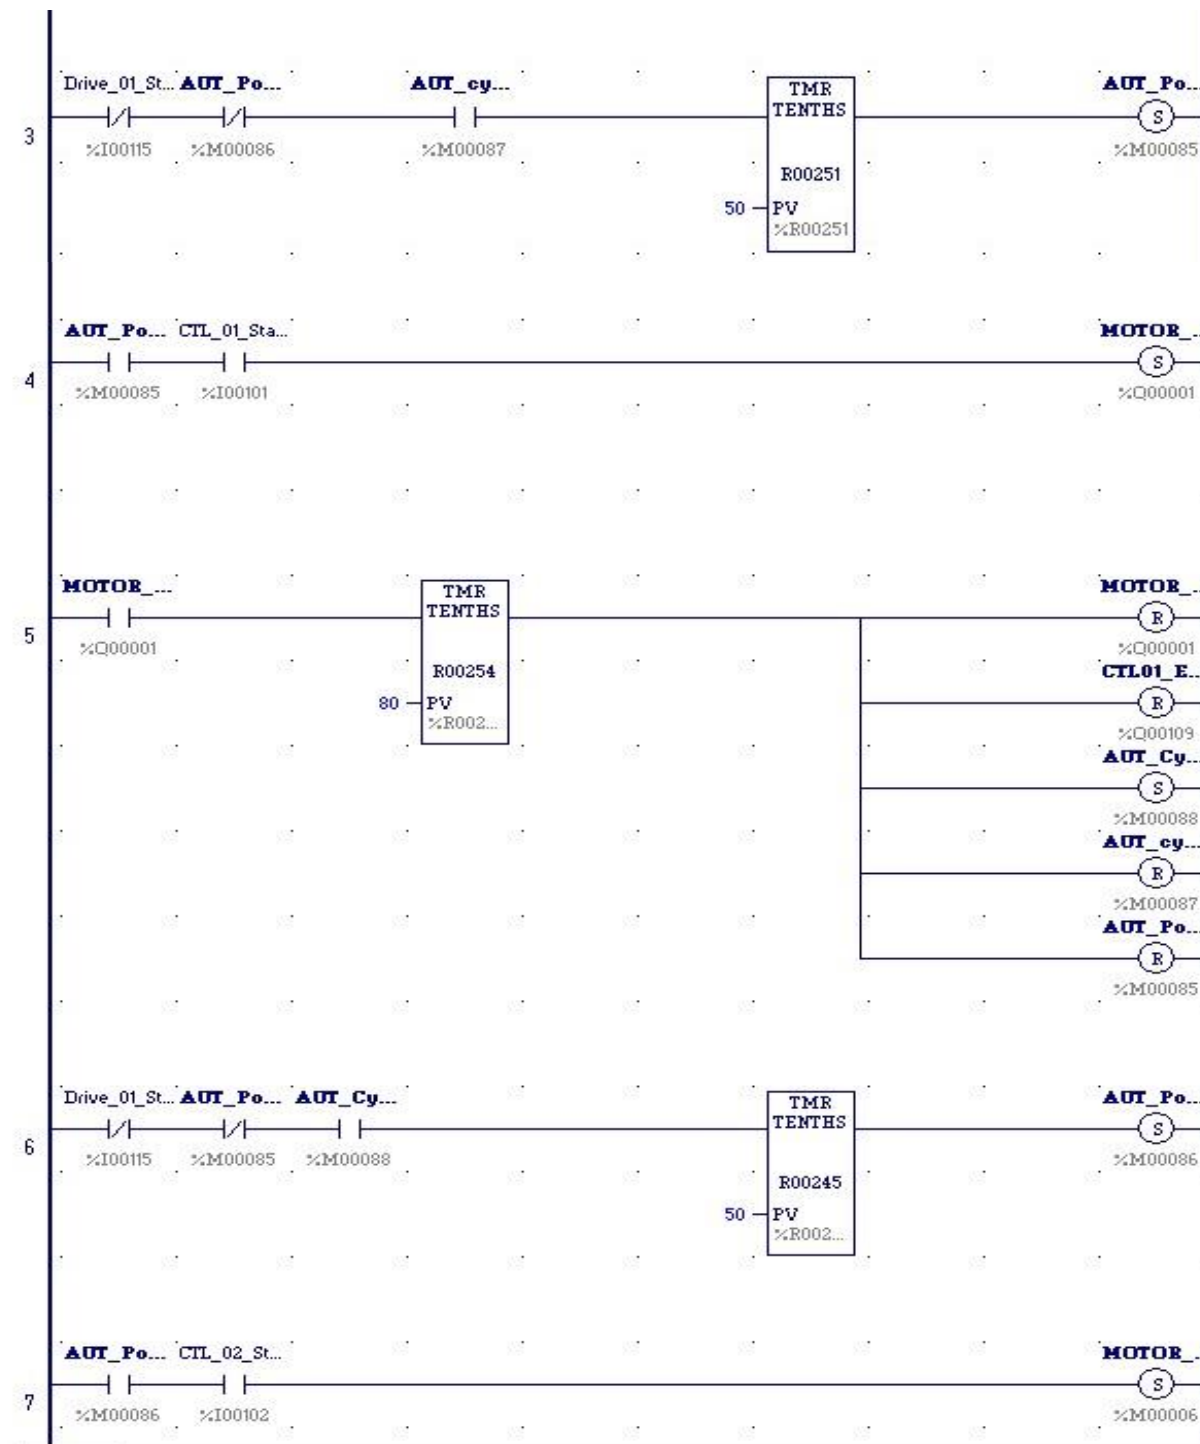 Drive_01_St... AUT_Po... AUT_cy... TMR TENTHS AUT_Po...
S
3
%I00115 %M00086 %M00087 %M00085
R00251
50 PV
%R00251
AUT_Po... CTL_01_Sta... MOTOR_..
S
4
%M00085 %I00101 %Q00001
MOTOR_... TMR TENTHS MOTOR_..
R
5
%Q00001 %Q00001
R00254 CTL01_E..
80 PV R
%R002... %Q00109
AUT_Cy...
S
%M00088
AUT_cy...
R
%M00087
AUT_Po...
R
%M00085
Drive_01_St... AUT_Po... AUT_Cy... TMR TENTHS AUT_Po...
S
6
%I00115 %M00085 %M00088 %M00086
R00245
50 PV
%R002...
AUT_Po... CTL_02_St... MOTOR_..
S
7
%M00086 %I00102 %M00006